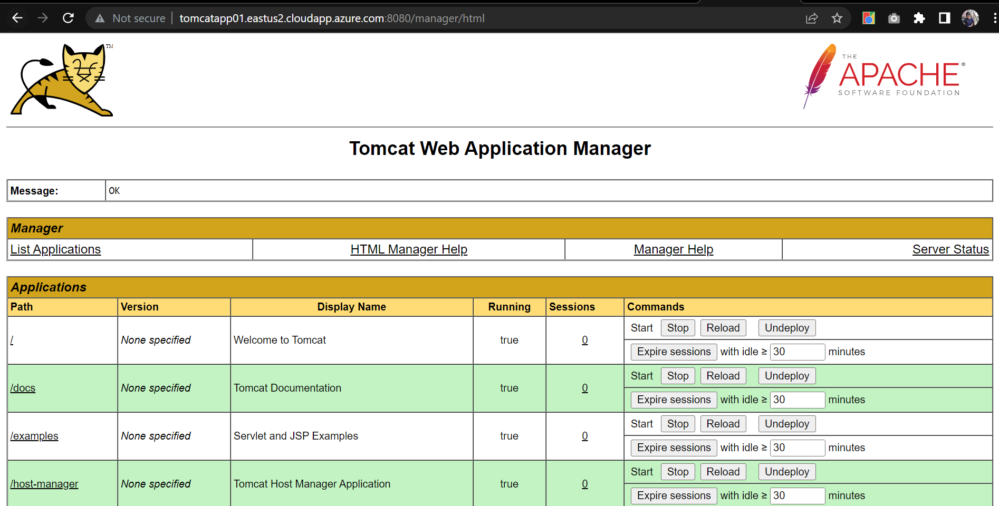 Not secure | tomcatapp01.eastus2.cloudapp.azure.com:8080/manager/html
TM
THE
APACHE®
SOFTWARE FOUNDATION
Tomcat Web Application Manager
Message: OK
Manager
List Applications HTML Manager Help Manager Help Server Status
Applications
Path Version Display Name Running Sessions Commands
/ None specified Welcome to Tomcat true 0 Start Stop Reload Undeploy
Expire sessions with idle ≥ 30 minutes
/docs None specified Tomcat Documentation true 0 Start Stop Reload Undeploy
Expire sessions with idle ≥ 30 minutes
/examples None specified Servlet and JSP Examples true 0 Start Stop Reload Undeploy
Expire sessions with idle ≥ 30 minutes
/host-manager None specified Tomcat Host Manager Application true 0 Start Stop Reload Undeploy
Expire sessions with idle ≥ 30 minutes